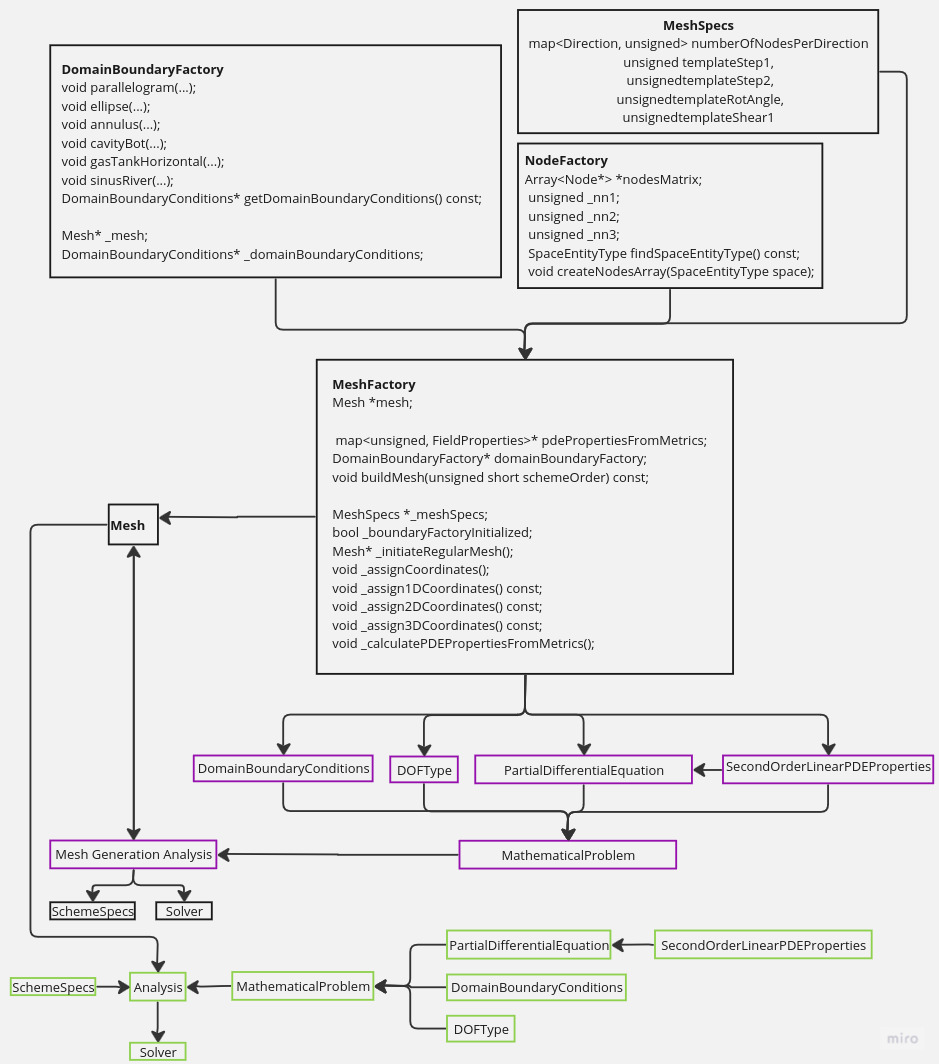 MeshSpecs
map<Direction, unsigned> numberOfNodesPerDirection
unsigned templateStep1,
unsignedtemplateStep2,
unsignedtemplateRotAngle,
unsignedtemplateShear1
DomainBoundaryFactory
void parallelogram(...);
void ellipse(...);
void annulus(...);
void cavityBot(...);
void gasTankHorizontal(...);
void sinusRiver(...);
DomainBoundaryConditions* getDomainBoundaryConditions() const;
Mesh* _mesh;
DomainBoundaryConditions* _domainBoundaryConditions;
NodeFactory
Array<Node*> *nodesMatrix;
unsigned _nn1;
unsigned _nn2;
unsigned _nn3;
SpaceEntityType findSpaceEntityType() const;
void createNodesArray(SpaceEntityType space);
MeshFactory
Mesh *mesh;
map<unsigned, FieldProperties>* pdePropertiesFromMetrics;
DomainBoundaryFactory* domainBoundaryFactory;
void buildMesh(unsigned short schemeOrder) const;
MeshSpecs *_meshSpecs;
bool _boundaryFactoryInitialized;
Mesh* _initiateRegularMesh();
void _assignCoordinates();
void _assign1DCoordinates() const;
void _assign2DCoordinates() const;
void _assign3DCoordinates() const;
void _calculatePDEPropertiesFromMetrics();
Mesh
DomainBoundaryConditions
DOFType
PartialDifferentialEquation
SecondOrderLinearPDEProperties
Mesh Generation Analysis
MathematicalProblem
SchemeSpecs
Solver
PartialDifferentialEquation
SecondOrderLinearPDEProperties
SchemeSpecs
Analysis
MathematicalProblem
DomainBoundaryConditions
DOFType
Solver
miro